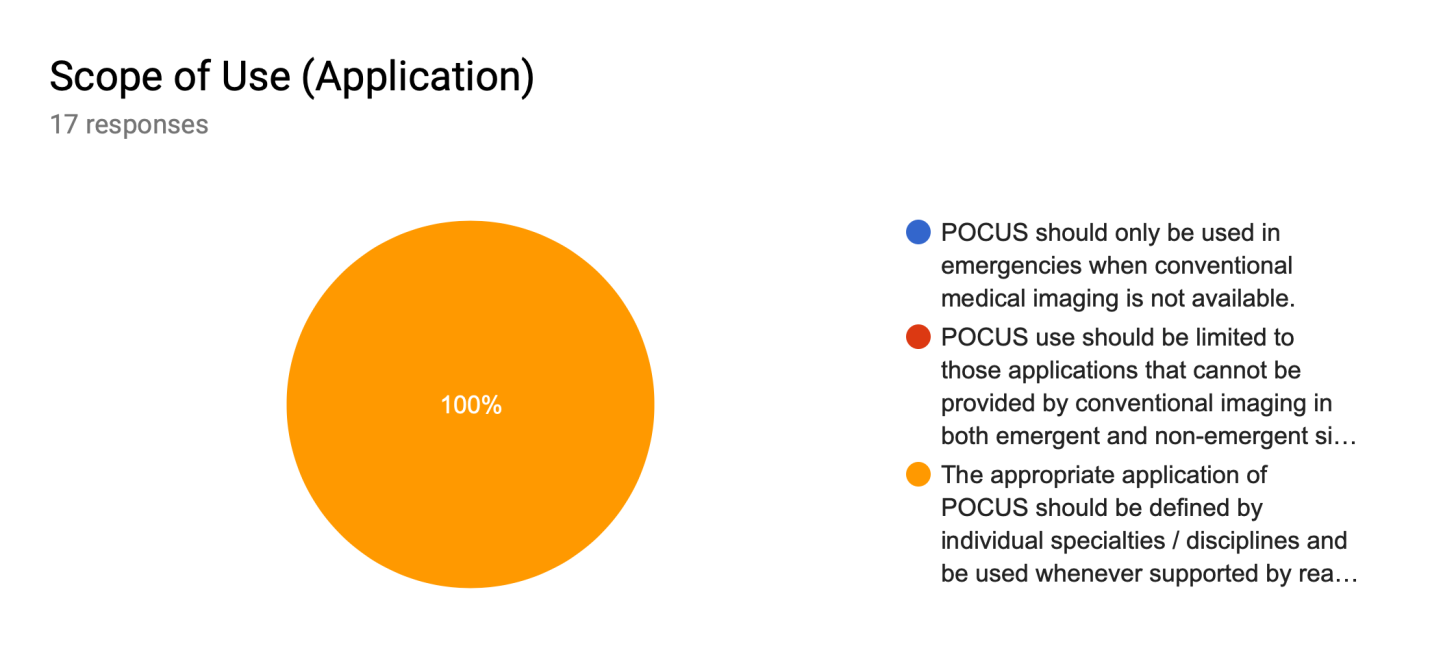 Scope of Use (Application)
17 responses
100%
POCUS should only be used in
emergencies when conventional
medical imaging is not available.
POCUS use should be limited to
those applications that cannot be
provided by conventional imaging in
both emergent and non-emergent si…
The appropriate application of
POCUS should be defined by
individual specialties / disciplines and
be used whenever supported by rea…